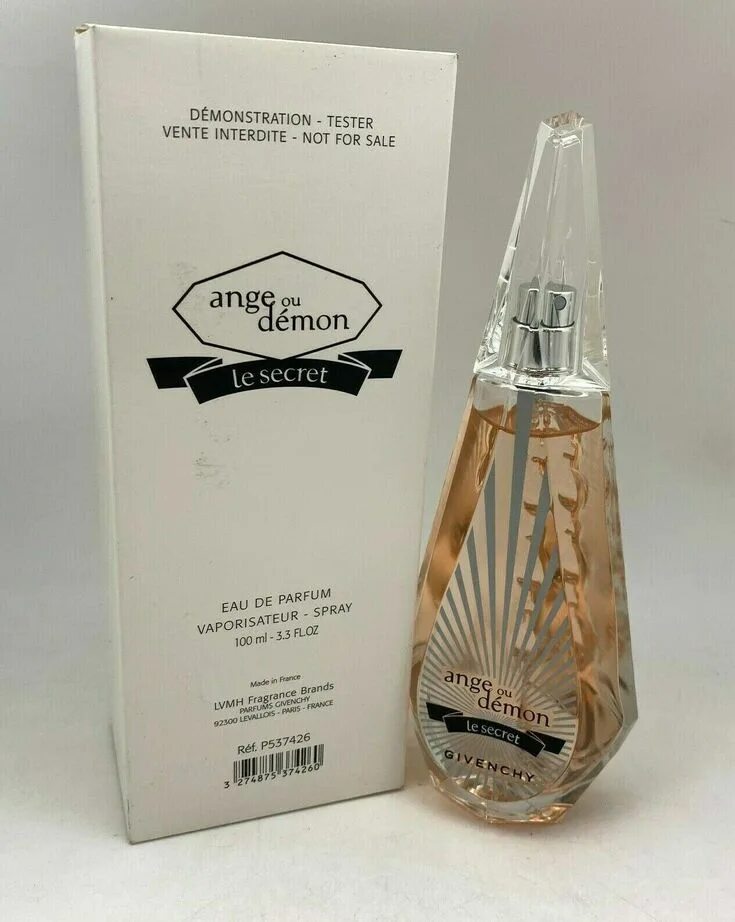 DÉMONSTRATION - TESTER
VENTE INTERDITE - NOT FOR SALE
ange ou
démon
le secret
EAU DE PARFUM
VAPORISATEUR - SPRAY
100 ml - 3.3 FL.OZ
Made in France
LVMH Fragrance Brands
PARFUMS GIVENCHY
92300 LEVALLOIS - PARIS - FRANCE
Réf. P537426
3 274875 374260
ange ou
démon
le secret
GIVENCHY